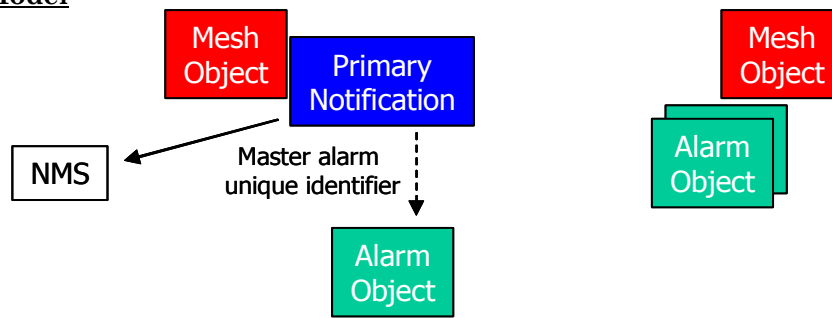 Mesh
Object
Primary
Notification
Mesh
Object
NMS
Master alarm
unique identifier
Alarm
Object
Alarm
Object